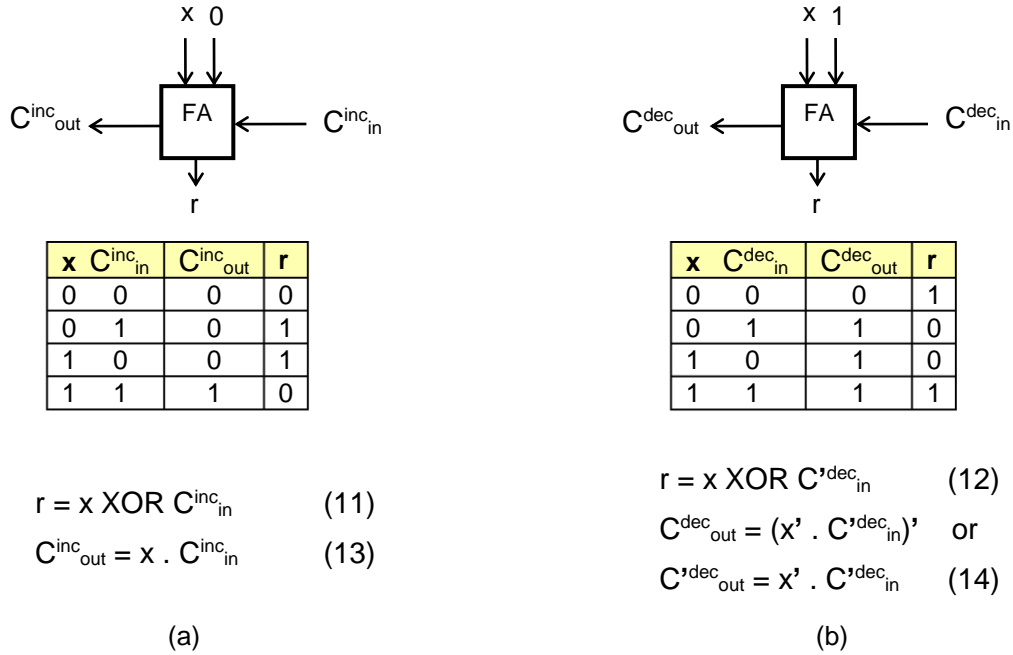 x 0
FA
C^inc_out
C^inc_in
r
x C^inc_in C^inc_out r
0 0 0 0
0 1 0 1
1 0 0 1
1 1 1 0
r = x XOR C^inc_in (11)
C^inc_out = x . C^inc_in (13)
(a)
x 1
FA
C^dec_out
C^dec_in
r
x C^dec_in C^dec_out r
0 0 0 1
0 1 1 0
1 0 1 0
1 1 1 1
r = x XOR C'^dec_in (12)
C^dec_out = (x' . C'^dec_in)' or
C'^dec_out = x' . C'^dec_in (14)
(b)